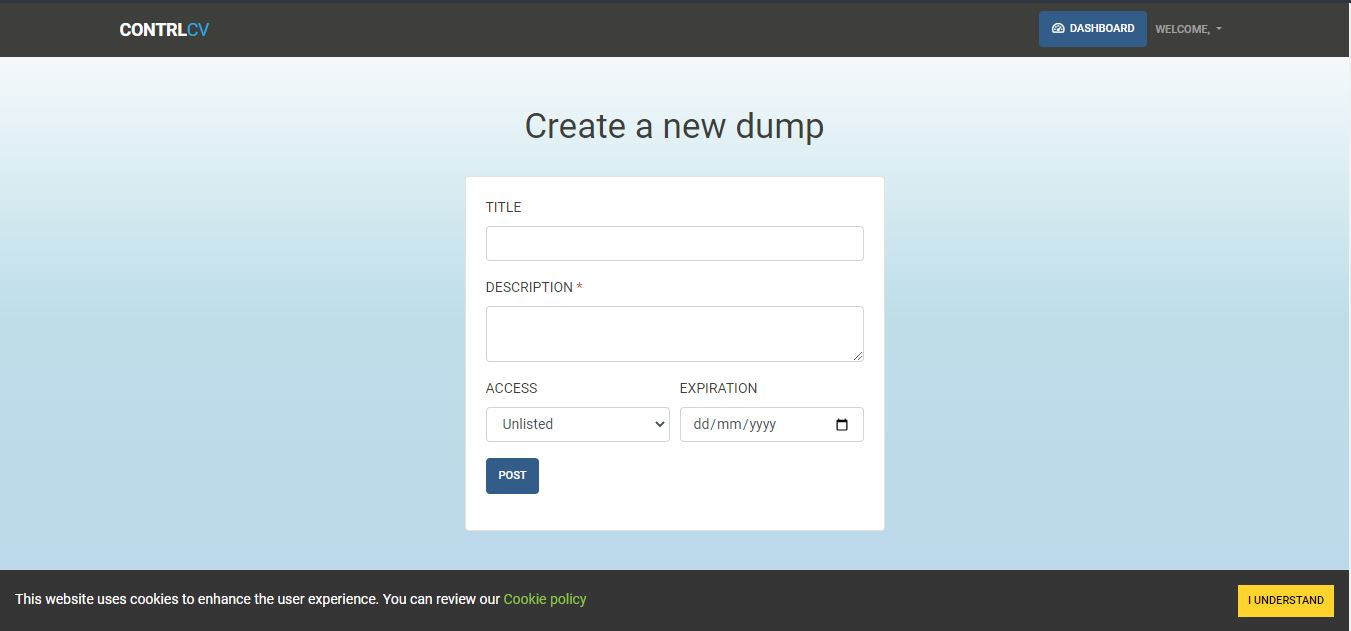 CONTRLCV DASHBOARD WELCOME,
Create a new dump
TITLE
DESCRIPTION *
ACCESS EXPIRATION
Unlisted dd/mm/yyyy
POST
This website uses cookies to enhance the user experience. You can review our Cookie policy I UNDERSTAND